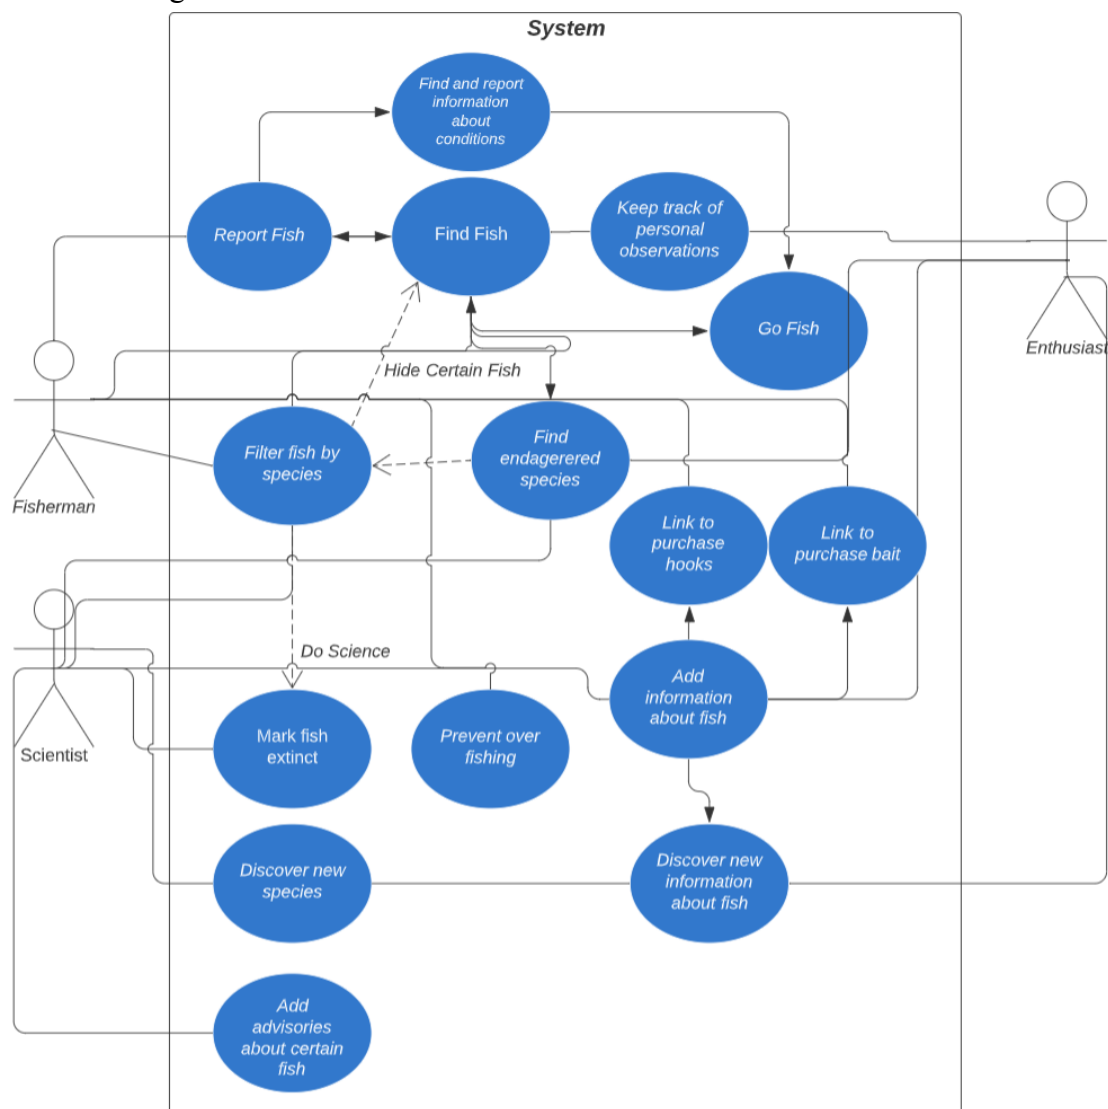 System
Find and report
information
about
conditions
Report Fish
Find Fish
Keep track of
personal
observations
Go Fish
Enthusiast
Hide Certain Fish
Filter fish by
species
Find
endagerered
species
Fisherman
Link to
purchase
hooks
Link to
purchase bait
Do Science
Add
information
about fish
Scientist
Mark fish
extinct
Prevent over
fishing
Discover new
species
Discover new
information
about fish
Add
advisories
about certain
fish